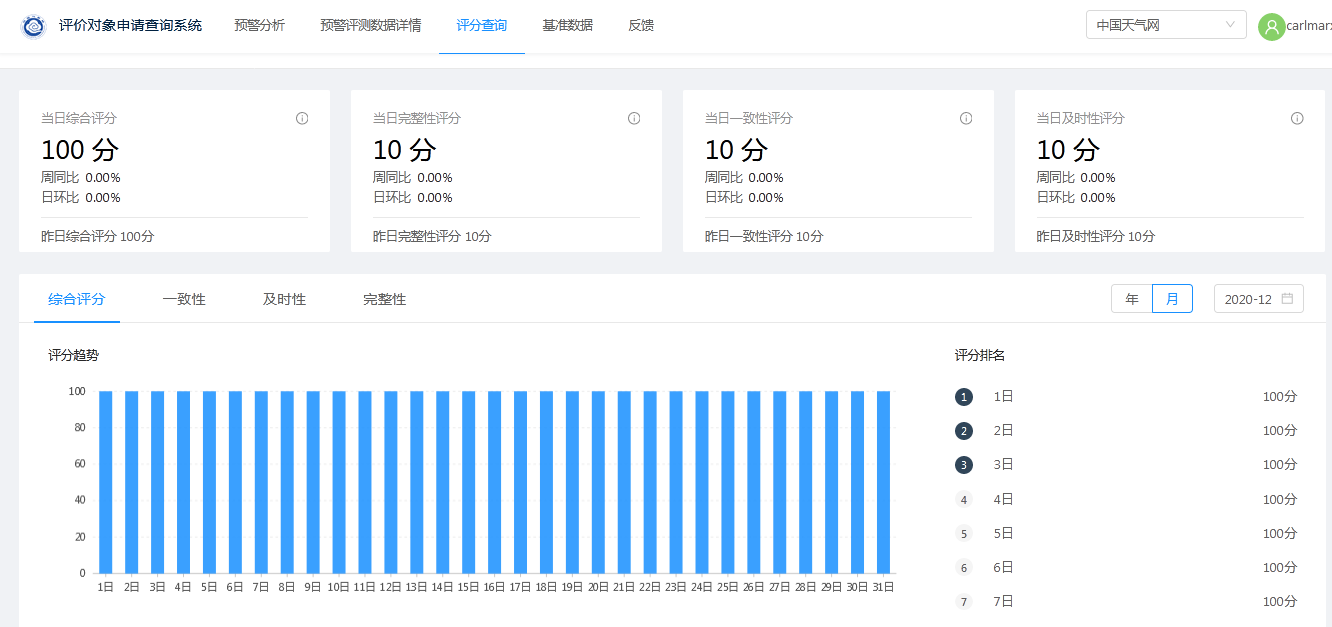 评价对象申请查询系统 预警分析 预警评测数据详情 评分查询 基准数据 反馈 中国天气网 carlmar
当日综合评分
100 分
周同比 0.00%
日环比 0.00%
昨日综合评分 100分
当日完整性评分
10 分
周同比 0.00%
日环比 0.00%
昨日完整性评分 10分
当日一致性评分
10 分
周同比 0.00%
日环比 0.00%
昨日一致性评分 10分
当日及时性评分
10 分
周同比 0.00%
日环比 0.00%
昨日及时性评分 10分
综合评分 一致性 及时性 完整性 年 月 2020-12
评分趋势
100
80
60
40
20
0
1日 2日 3日 4日 5日 6日 7日 8日 9日 10日 11日 12日 13日 14日 15日 16日 17日 18日 19日 20日 21日 22日 23日 24日 25日 26日 27日 28日 29日 30日 31日
评分排名
1 1日 100分
2 2日 100分
3 3日 100分
4 4日 100分
5 5日 100分
6 6日 100分
7 7日 100分